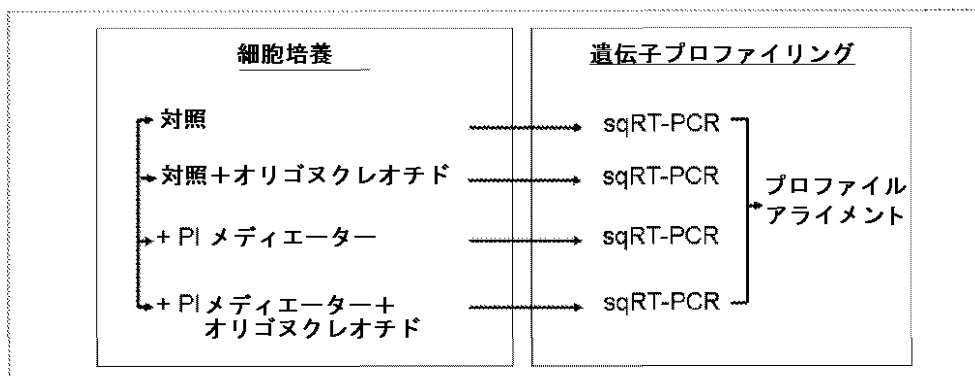 細胞培養
対照
対照＋オリゴヌクレオチド
+ PI メディエーター
+ PI メディエーター＋
オリゴヌクレオチド
遺伝子プロファイリング
sqRT-PCR
sqRT-PCR
sqRT-PCR
sqRT-PCR
プロファイル
アライメント